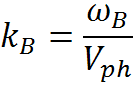 k_B = ω_B / V_ph